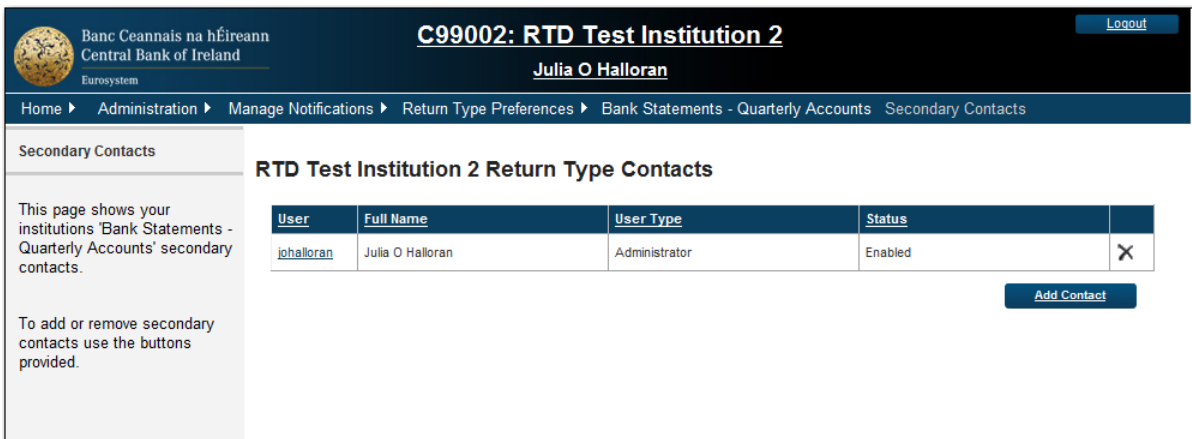 Banc Ceannais na hÉireann
Central Bank of Ireland
Eurosystem
C99002: RTD Test Institution 2
Julia O Halloran
Logout
Home Administration Manage Notifications Return Type Preferences Bank Statements - Quarterly Accounts Secondary Contacts
Secondary Contacts
This page shows your
institutions 'Bank Statements -
Quarterly Accounts' secondary
contacts.
To add or remove secondary
contacts use the buttons
provided.
RTD Test Institution 2 Return Type Contacts
User Full Name User Type Status
johalloran Julia O Halloran Administrator Enabled
Add Contact